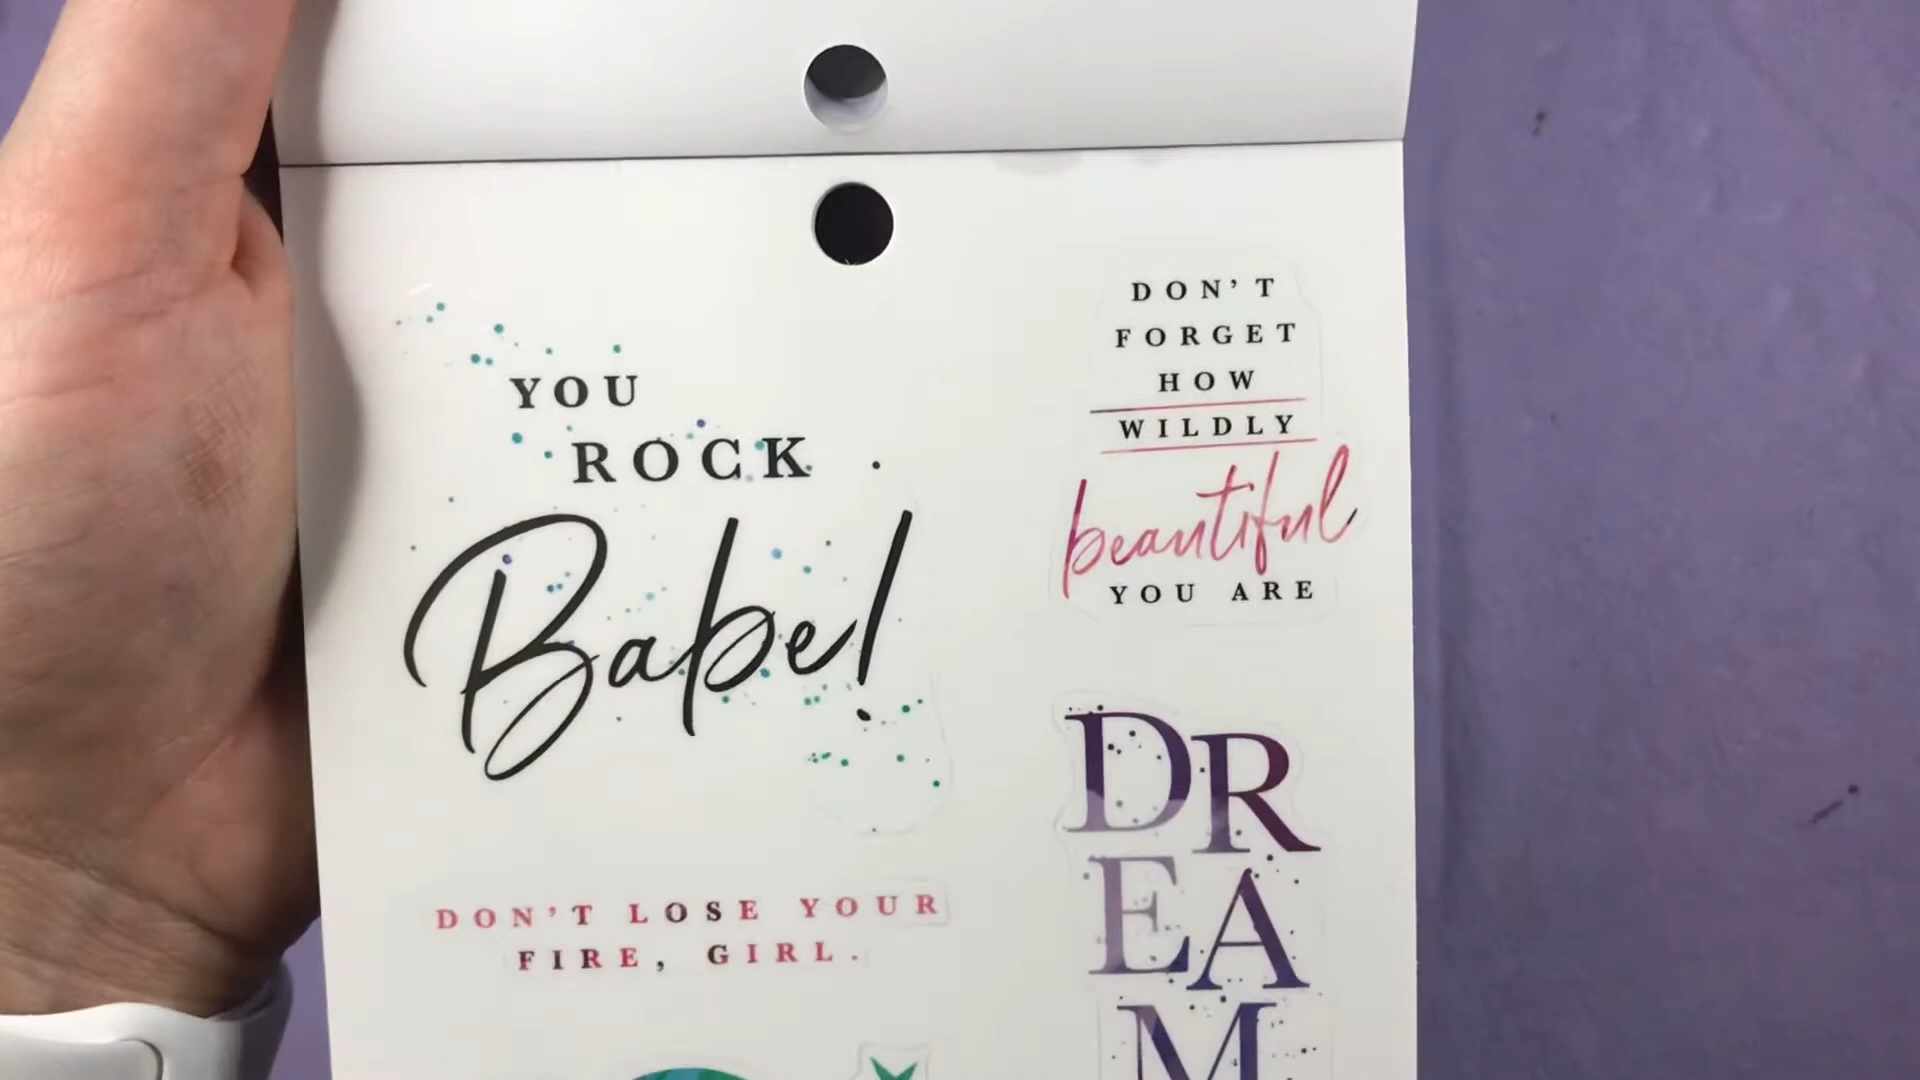 YOU
ROCK
Babe!
DON'T LOSE YOUR
FIRE, GIRL.
DON'T
FORGET
HOW
WILDLY
beautiful
YOU ARE
DR
EA
M